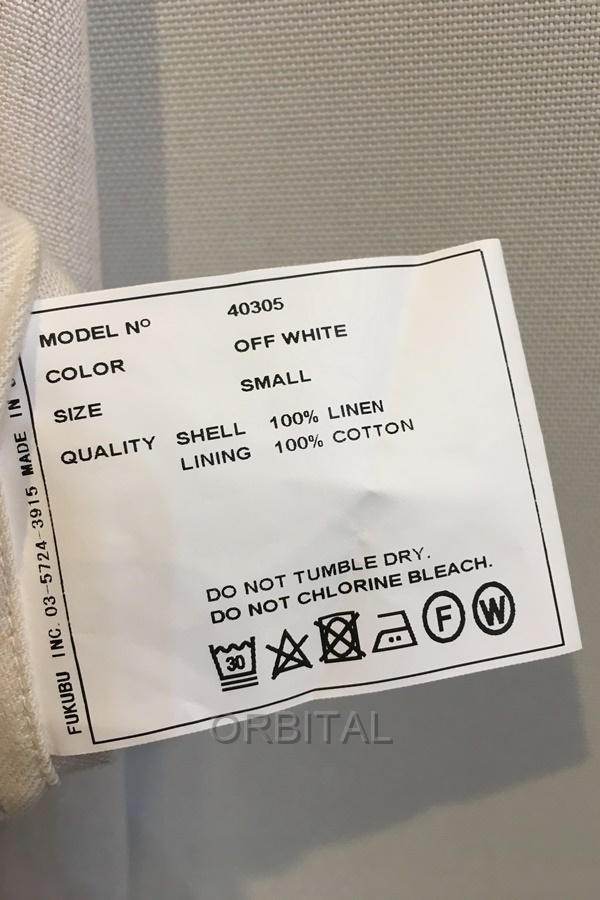 MODEL Nº 40305
COLOR OFF WHITE
SIZE SMALL
QUALITY SHELL 100% LINEN
LINING 100% COTTON
DO NOT TUMBLE DRY.
DO NOT CHLORINE BLEACH.
30 F W
FUKUBU INC. 03-5724-3915 MADE IN
ORBITAL